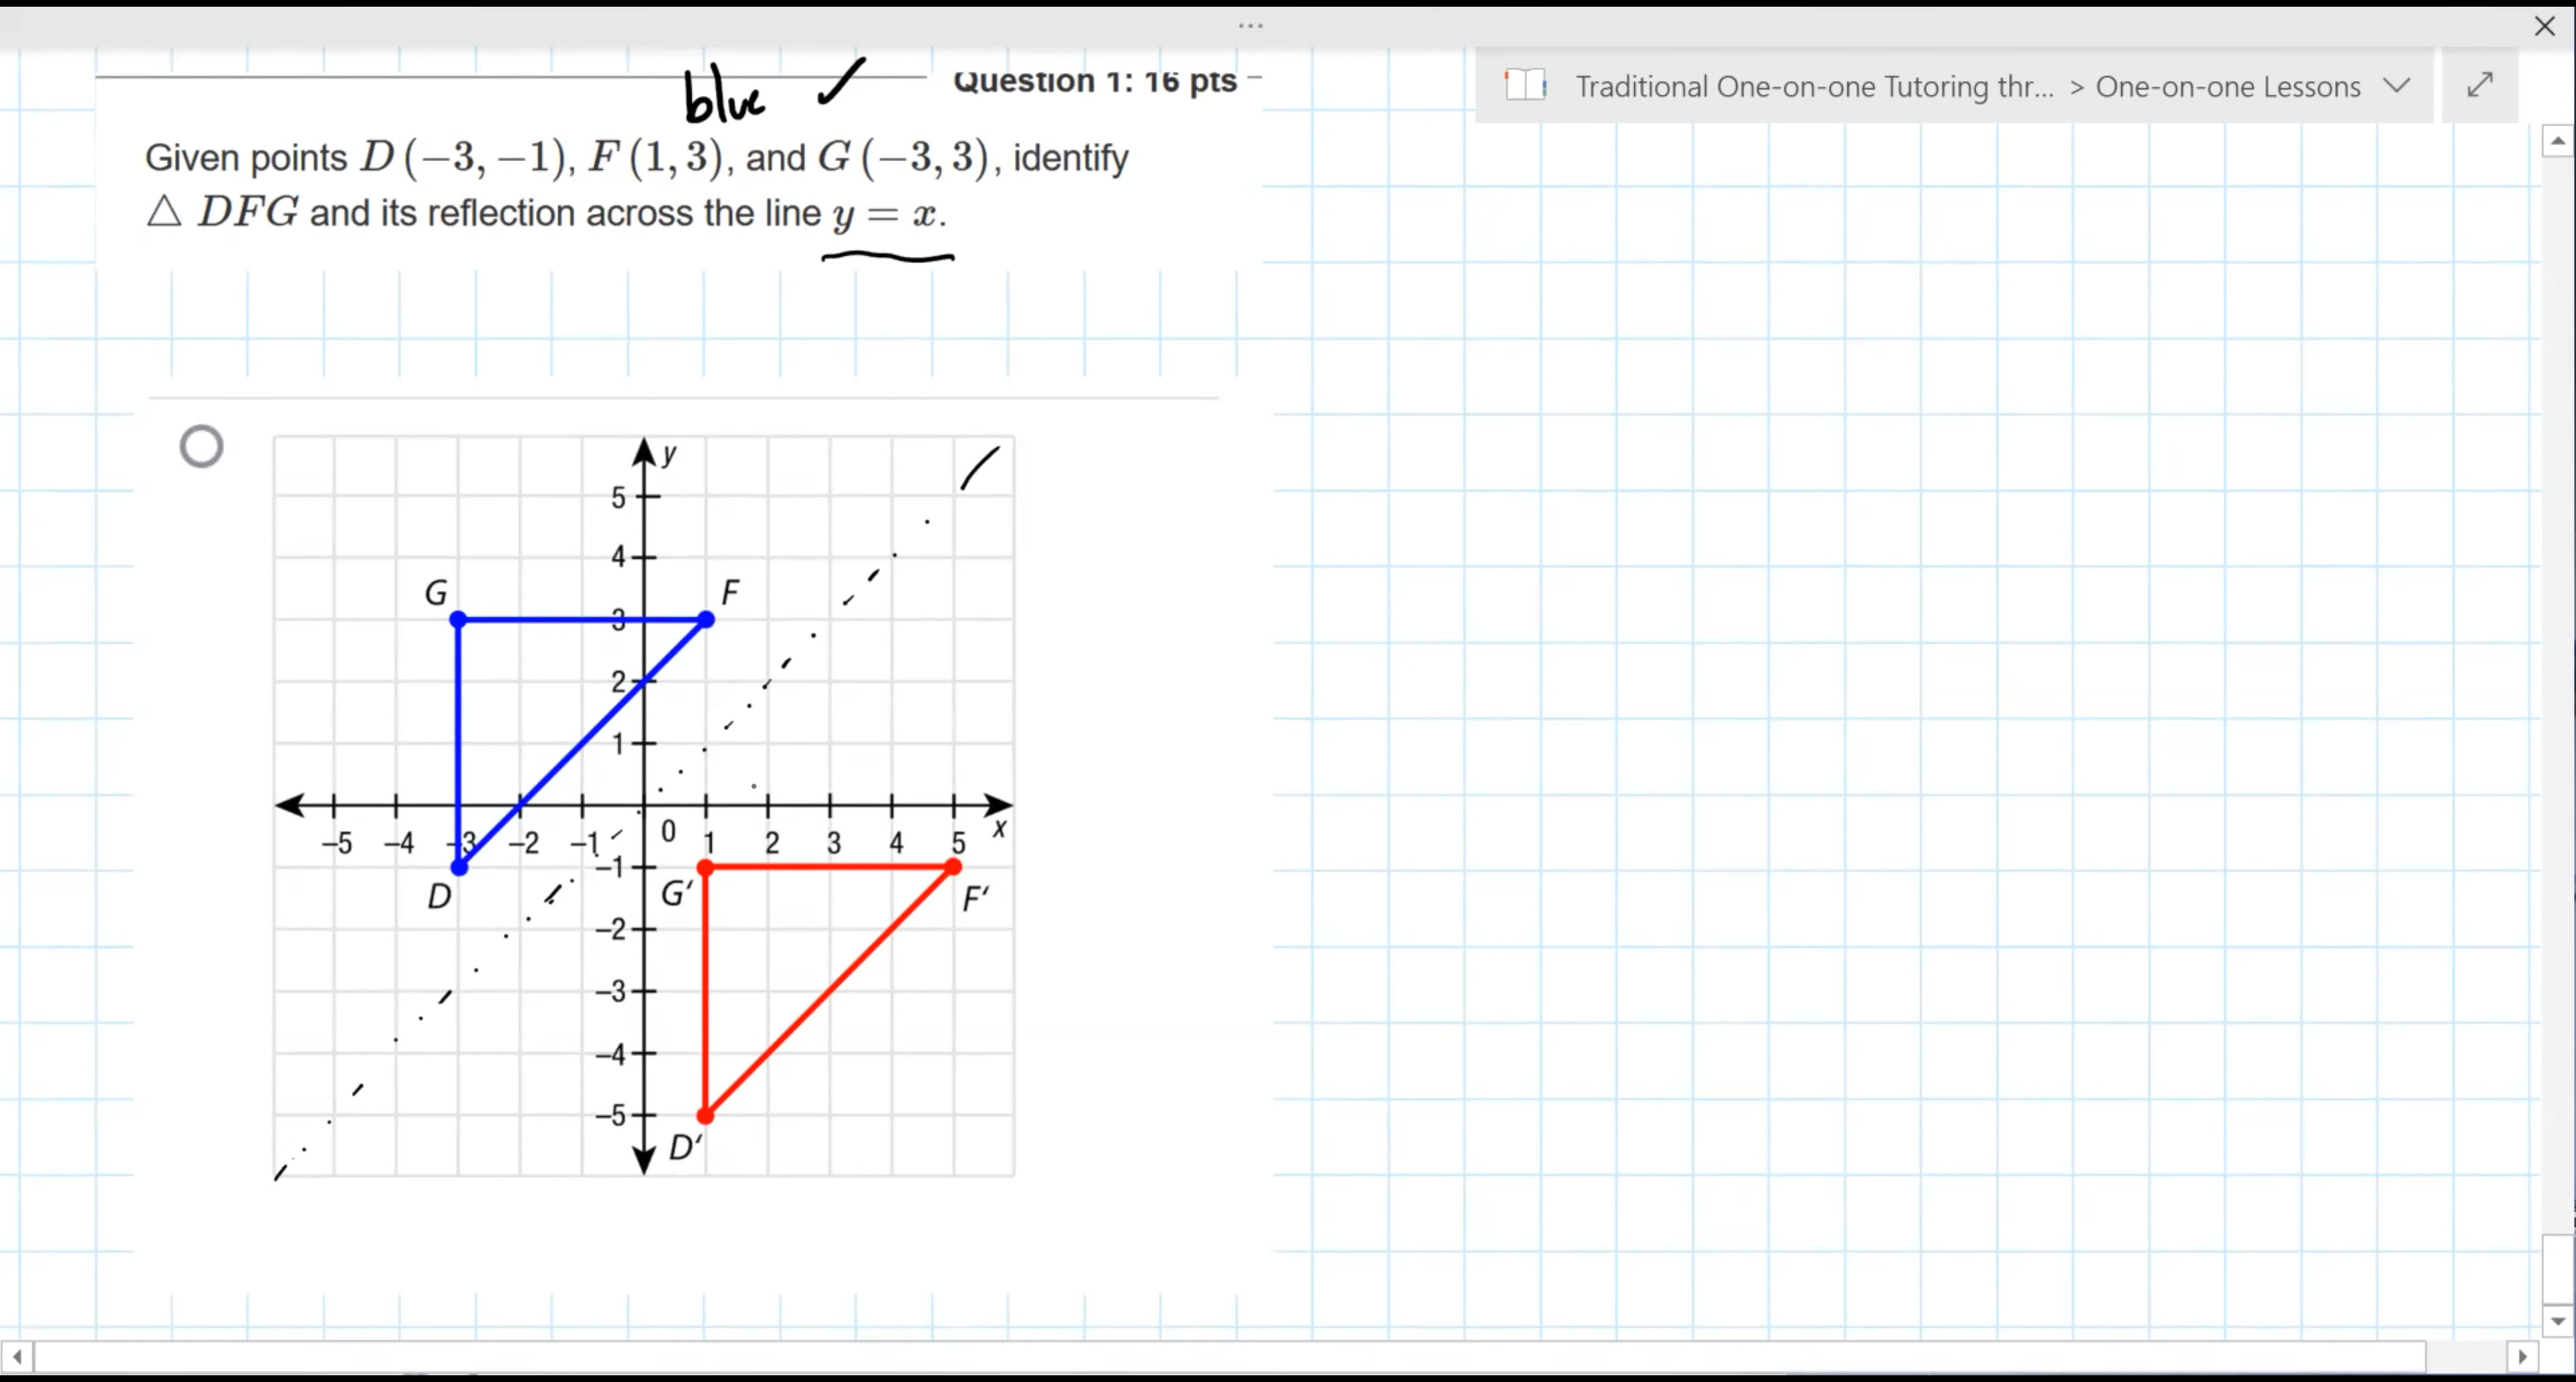 ...
Traditional One-on-one Tutoring thr... > One-on-one Lessons
blue ✓
Question 1: 16 pts
Given points D (−3, −1), F (1, 3), and G (−3, 3), identify
△ DFG and its reflection across the line y = x.
y
5
4
G
F
3
2
1
−5 −4 −3 −2 −1 0 1 2 3 4 5 x
−1
D
G′
F′
−2
−3
−4
−5
D′